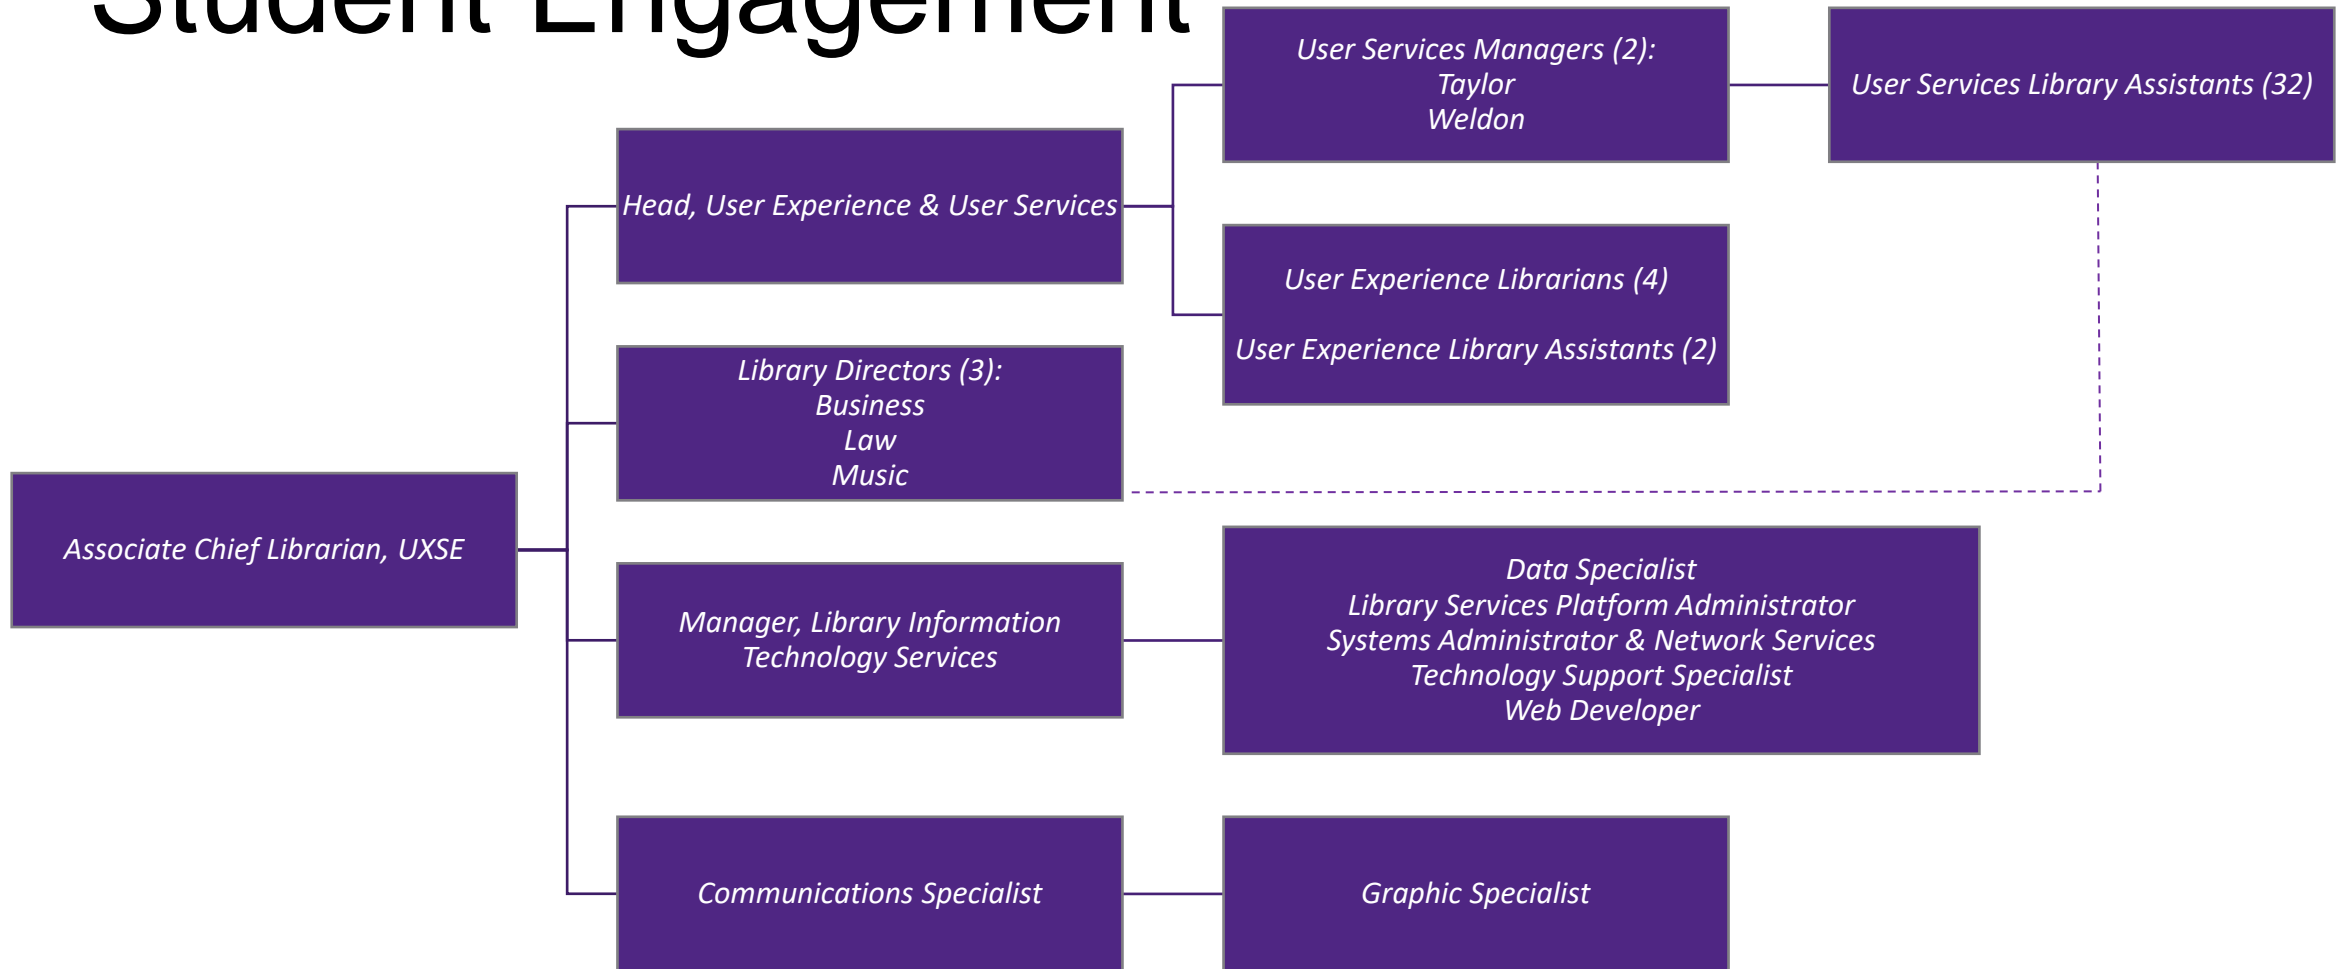 Student Engagement
User Services Managers (2):
Taylor
Weldon
User Services Library Assistants (32)
Head, User Experience & User Services
User Experience Librarians (4)
User Experience Library Assistants (2)
Library Directors (3):
Business
Law
Music
Associate Chief Librarian, UXSE
Manager, Library Information
Technology Services
Data Specialist
Library Services Platform Administrator
Systems Administrator & Network Services
Technology Support Specialist
Web Developer
Communications Specialist
Graphic Specialist